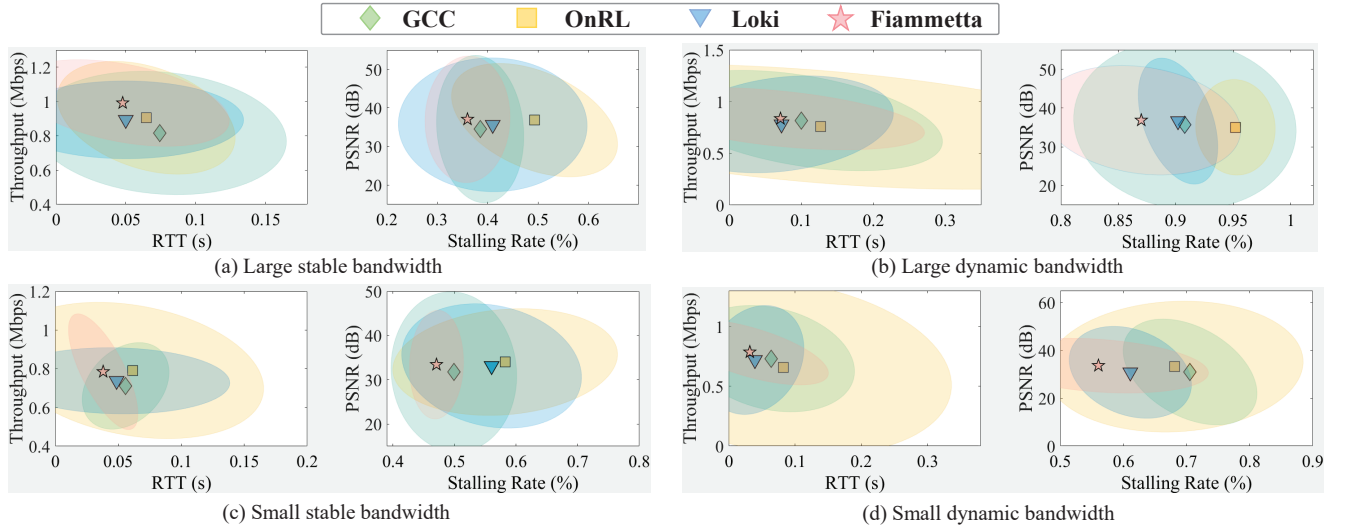 GCC OnRL Loki Fiammetta
Throughput (Mbps)
1.2
1
0.8
0.6
0.4
0 0.05 0.1 0.15
RTT (s)
PSNR (dB)
50
40
30
20
0.2 0.3 0.4 0.5 0.6
Stalling Rate (%)
(a) Large stable bandwidth
Throughput (Mbps)
1.5
1
0.5
0
0 0.1 0.2 0.3
RTT (s)
PSNR (dB)
50
40
30
20
0.8 0.85 0.9 0.95 1
Stalling Rate (%)
(b) Large dynamic bandwidth
Throughput (Mbps)
1.2
1
0.8
0.6
0.4
0 0.05 0.1 0.15 0.2
RTT (s)
PSNR (dB)
50
40
30
20
0.4 0.5 0.6 0.7 0.8
Stalling Rate (%)
(c) Small stable bandwidth
Throughput (Mbps)
1
0.5
0
0 0.1 0.2 0.3
RTT (s)
PSNR (dB)
60
40
20
0
0.5 0.6 0.7 0.8 0.9
Stalling Rate (%)
(d) Small dynamic bandwidth